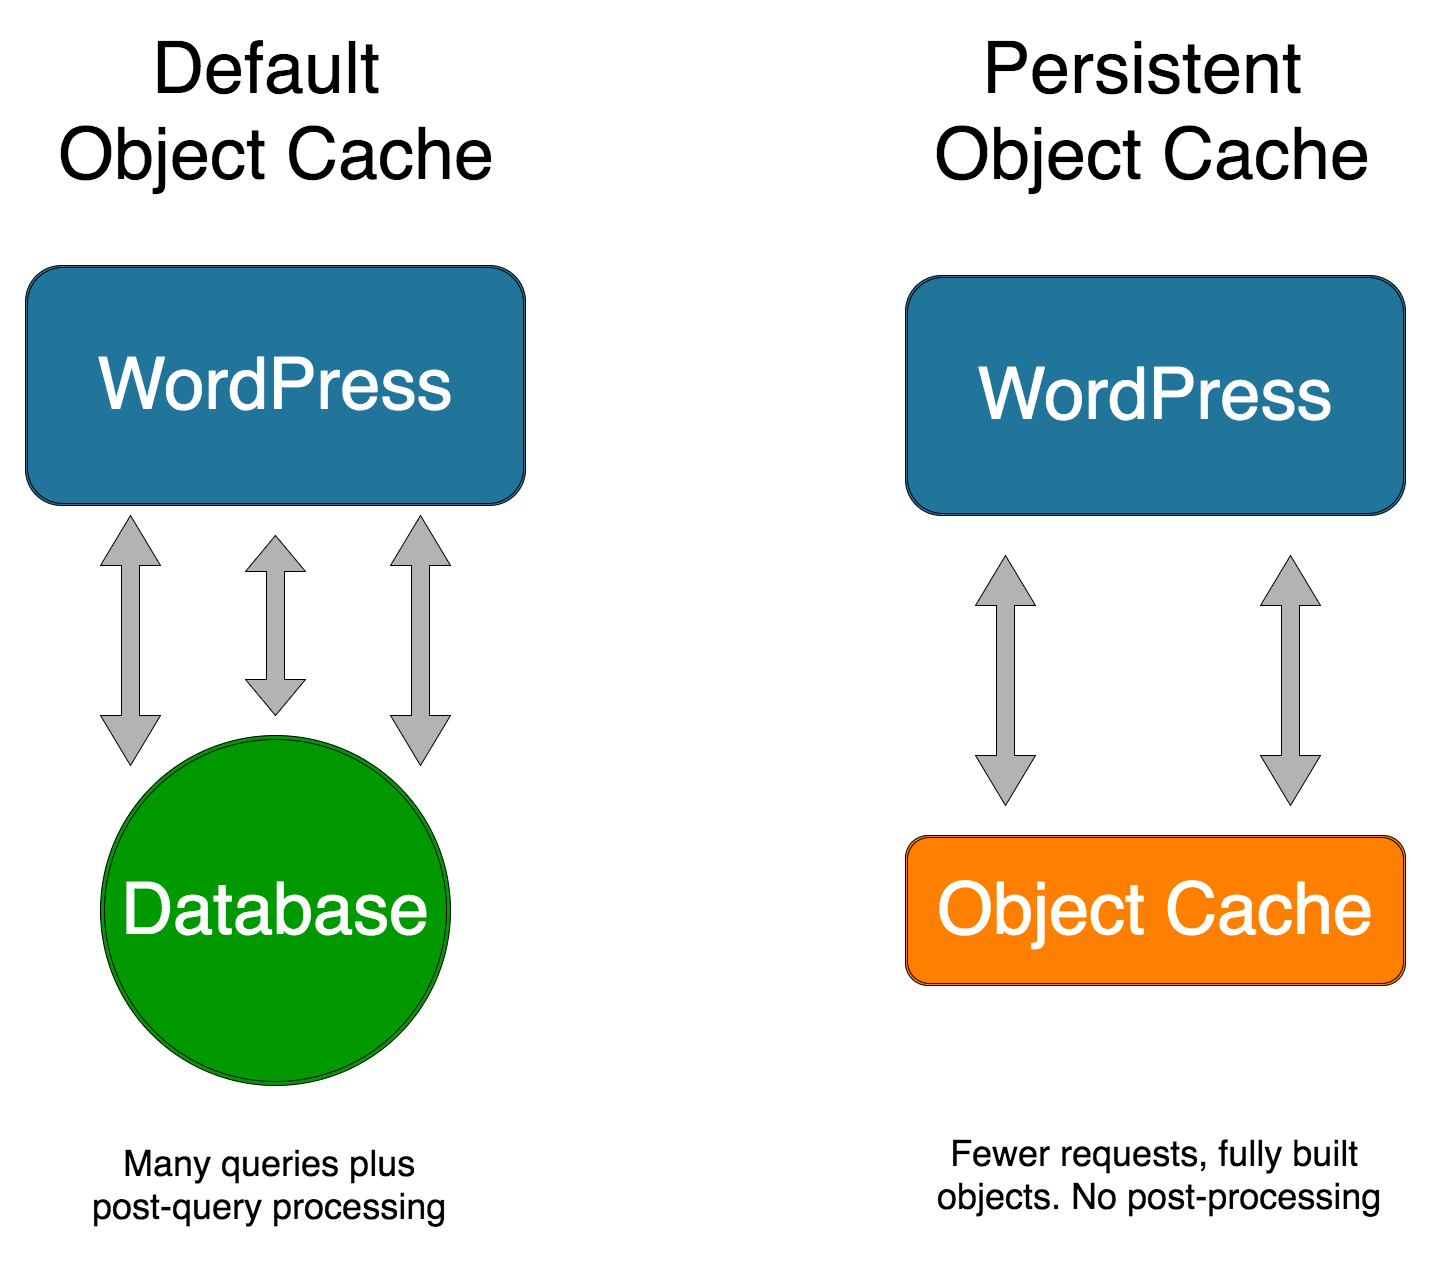 Default
Object Cache
WordPress
Database
Many queries plus
post-query processing
Persistent
Object Cache
WordPress
Object Cache
Fewer requests, fully built
objects. No post-processing